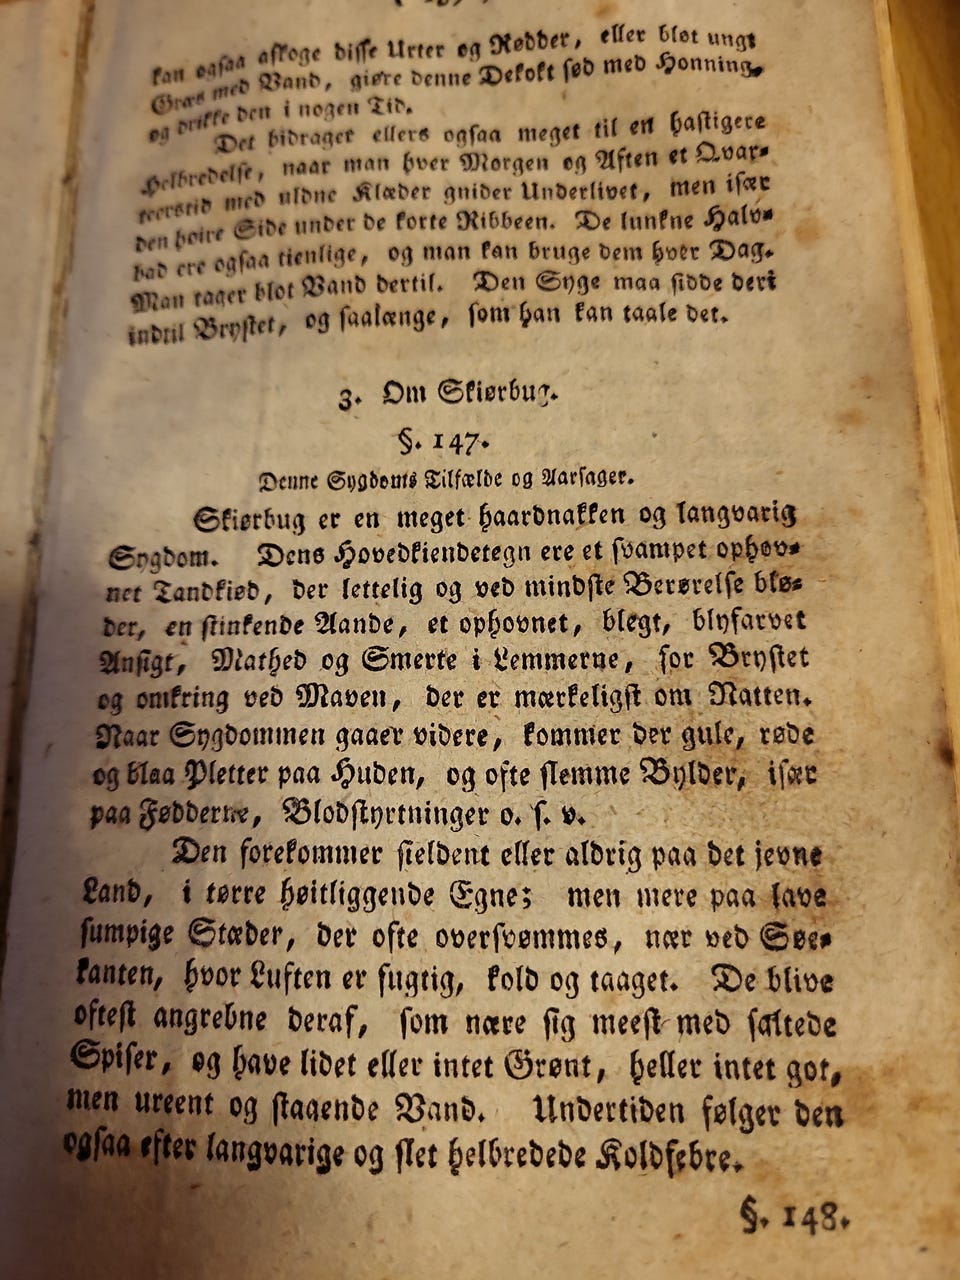 kan ogsaa afkoge disse Urter og Rødder, eller blot ungt
Græs med Vand, giøre denne Dekokt sød med Honning,
og drikke den i nogen Tid.
Det bidrager ellers ogsaa meget til en hastigere
Helbredelse, naar man hver Morgen og Aften et Qvar-
teerstid med uldne Klæder gnider Underlivet, men især
den høire Side under de korte Ribbeen. De lunkne Halv-
bad ere ogsaa tienlige, og man kan bruge dem hver Dag.
Man tager blot Vand dertil. Den Syge maa sidde deri
indtil Brystet, og saalænge, som han kan taale det.
3. Om Skiørbug.
§. 147.
Denne Sygdoms Tilfælde og Aarsager.
Skiørbug er en meget haardnakken og langvarig
Sygdom. Dens Hovedkiendetegn ere et svampet ophov-
net Tandkiød, der lettelig og ved mindste Berørelse blø-
der, en stinkende Aande, et ophovnet, blegt, blyfarvet
Ansigt, Mathed og Smerte i Lemmerne, for Brystet
og omkring ved Maven, der er mærkeligst om Natten.
Naar Sygdommen gaaer videre, kommer der gule, røde
og blaa Pletter paa Huden, og ofte slemme Bylder, især
paa Fødderne, Blodstyrtninger o. s. v.
Den forekommer sieldent eller aldrig paa det jevne
Land, i tørre høitliggende Egne; men mere paa lave
sumpige Stæder, der ofte oversvømmes, nær ved Søe-
kanten, hvor Luften er fugtig, kold og taaget. De blive
oftest angrebne deraf, som nære sig meest med saltede
Spiser, og have lidet eller intet Grønt, heller intet got,
men ureent og staaende Vand. Undertiden følger den
ogsaa efter langvarige og slet helbredede Koldfebre.
§. 148.